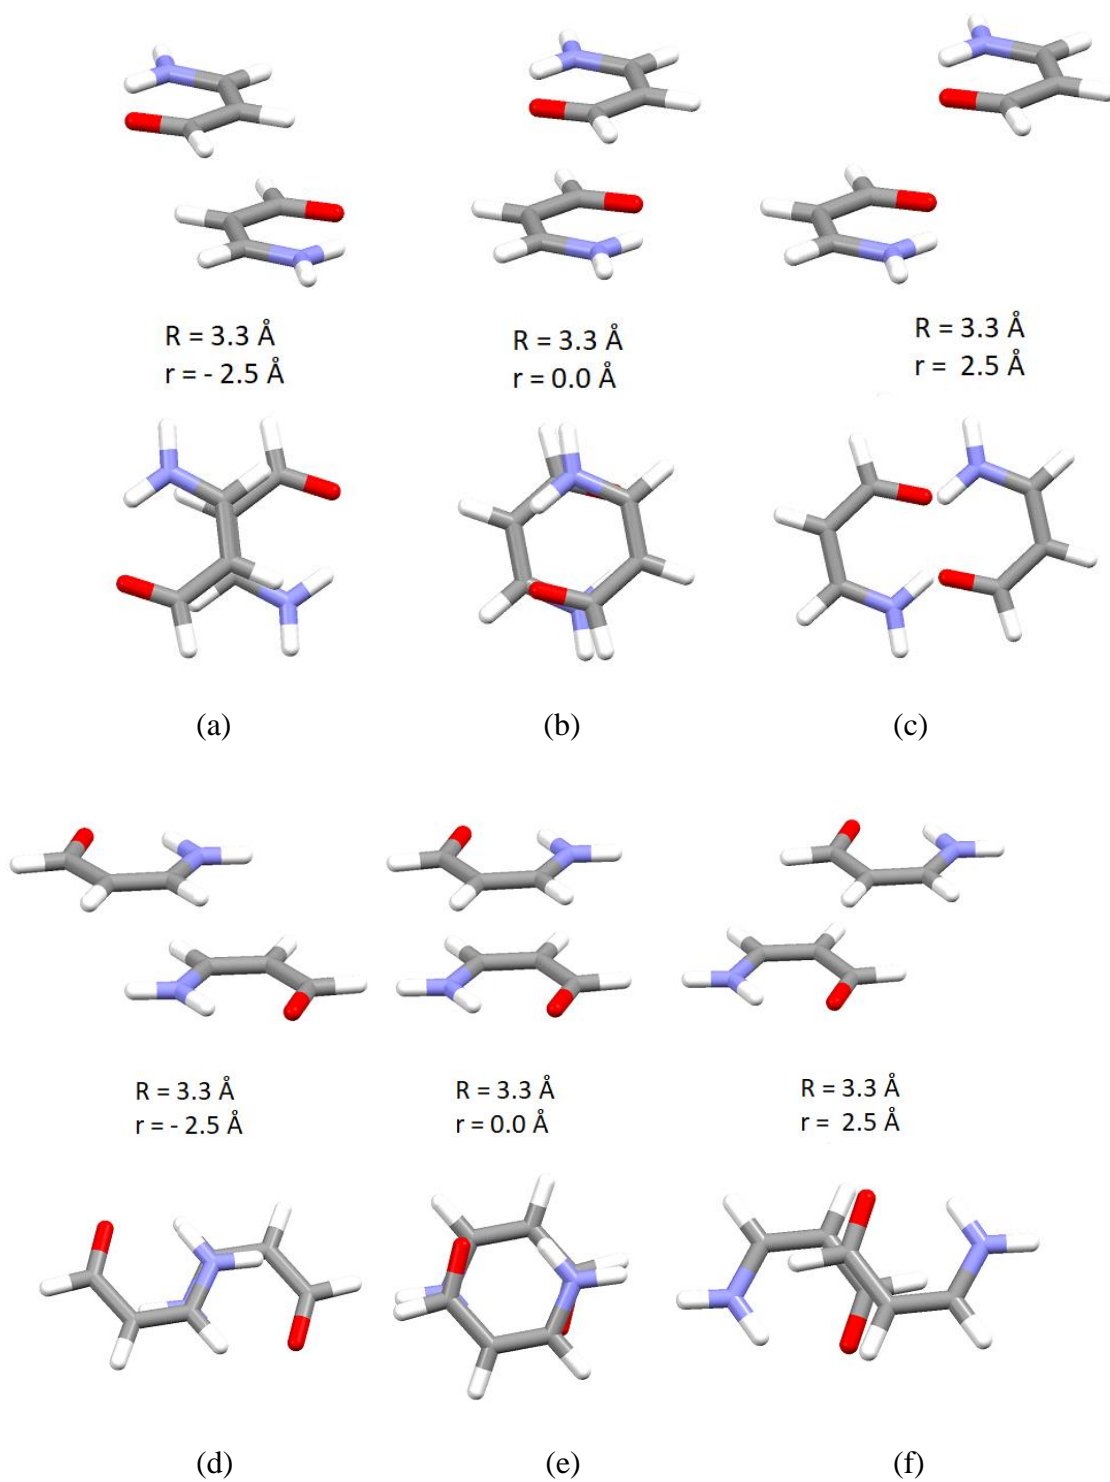 R = 3.3 Å
r = - 2.5 Å
R = 3.3 Å
r = 0.0 Å
R = 3.3 Å
r = 2.5 Å
(a)
(b)
(c)
R = 3.3 Å
r = - 2.5 Å
R = 3.3 Å
r = 0.0 Å
R = 3.3 Å
r = 2.5 Å
(d)
(e)
(f)